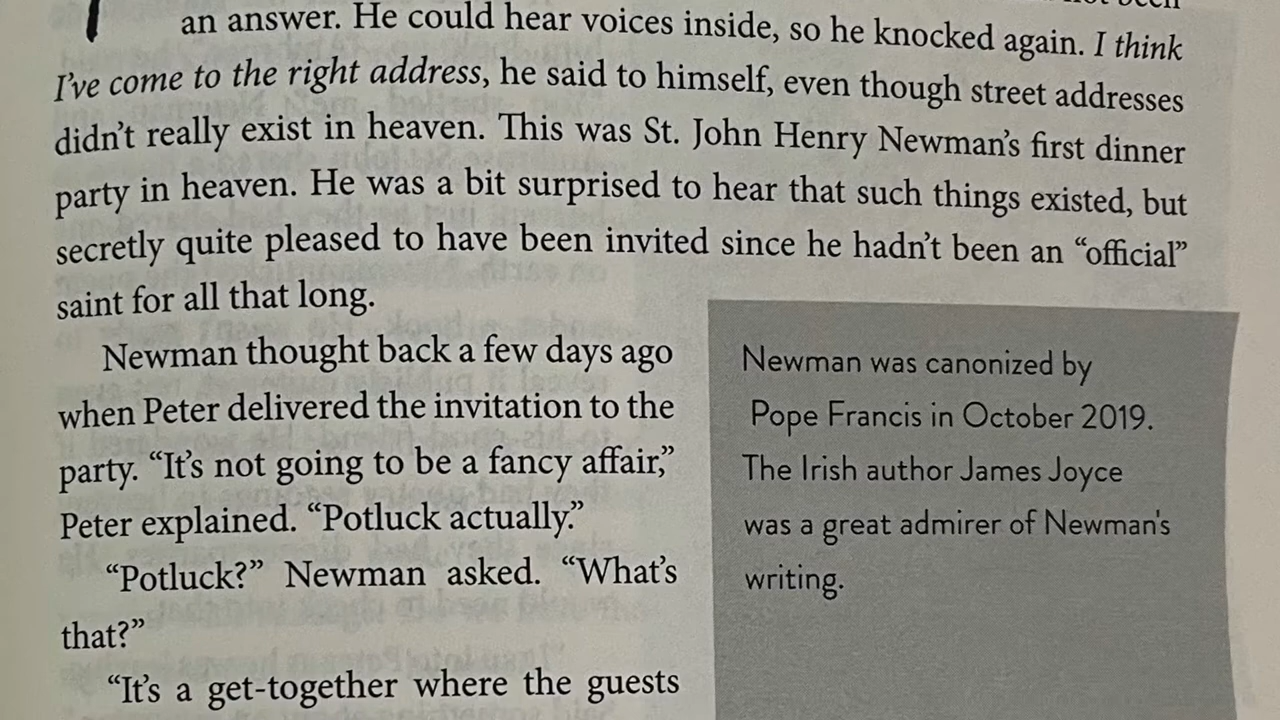 an answer. He could hear voices inside, so he knocked again. I think
I've come to the right address, he said to himself, even though street addresses
didn't really exist in heaven. This was St. John Henry Newman's first dinner
party in heaven. He was a bit surprised to hear that such things existed, but
secretly quite pleased to have been invited since he hadn't been an “official”
saint for all that long.
Newman thought back a few days ago
when Peter delivered the invitation to the
party. “It's not going to be a fancy affair,”
Peter explained. “Potluck actually.”
“Potluck?” Newman asked. “What's
that?”
“It's a get-together where the guests
Newman was canonized by
Pope Francis in October 2019.
The Irish author James Joyce
was a great admirer of Newman's
writing.